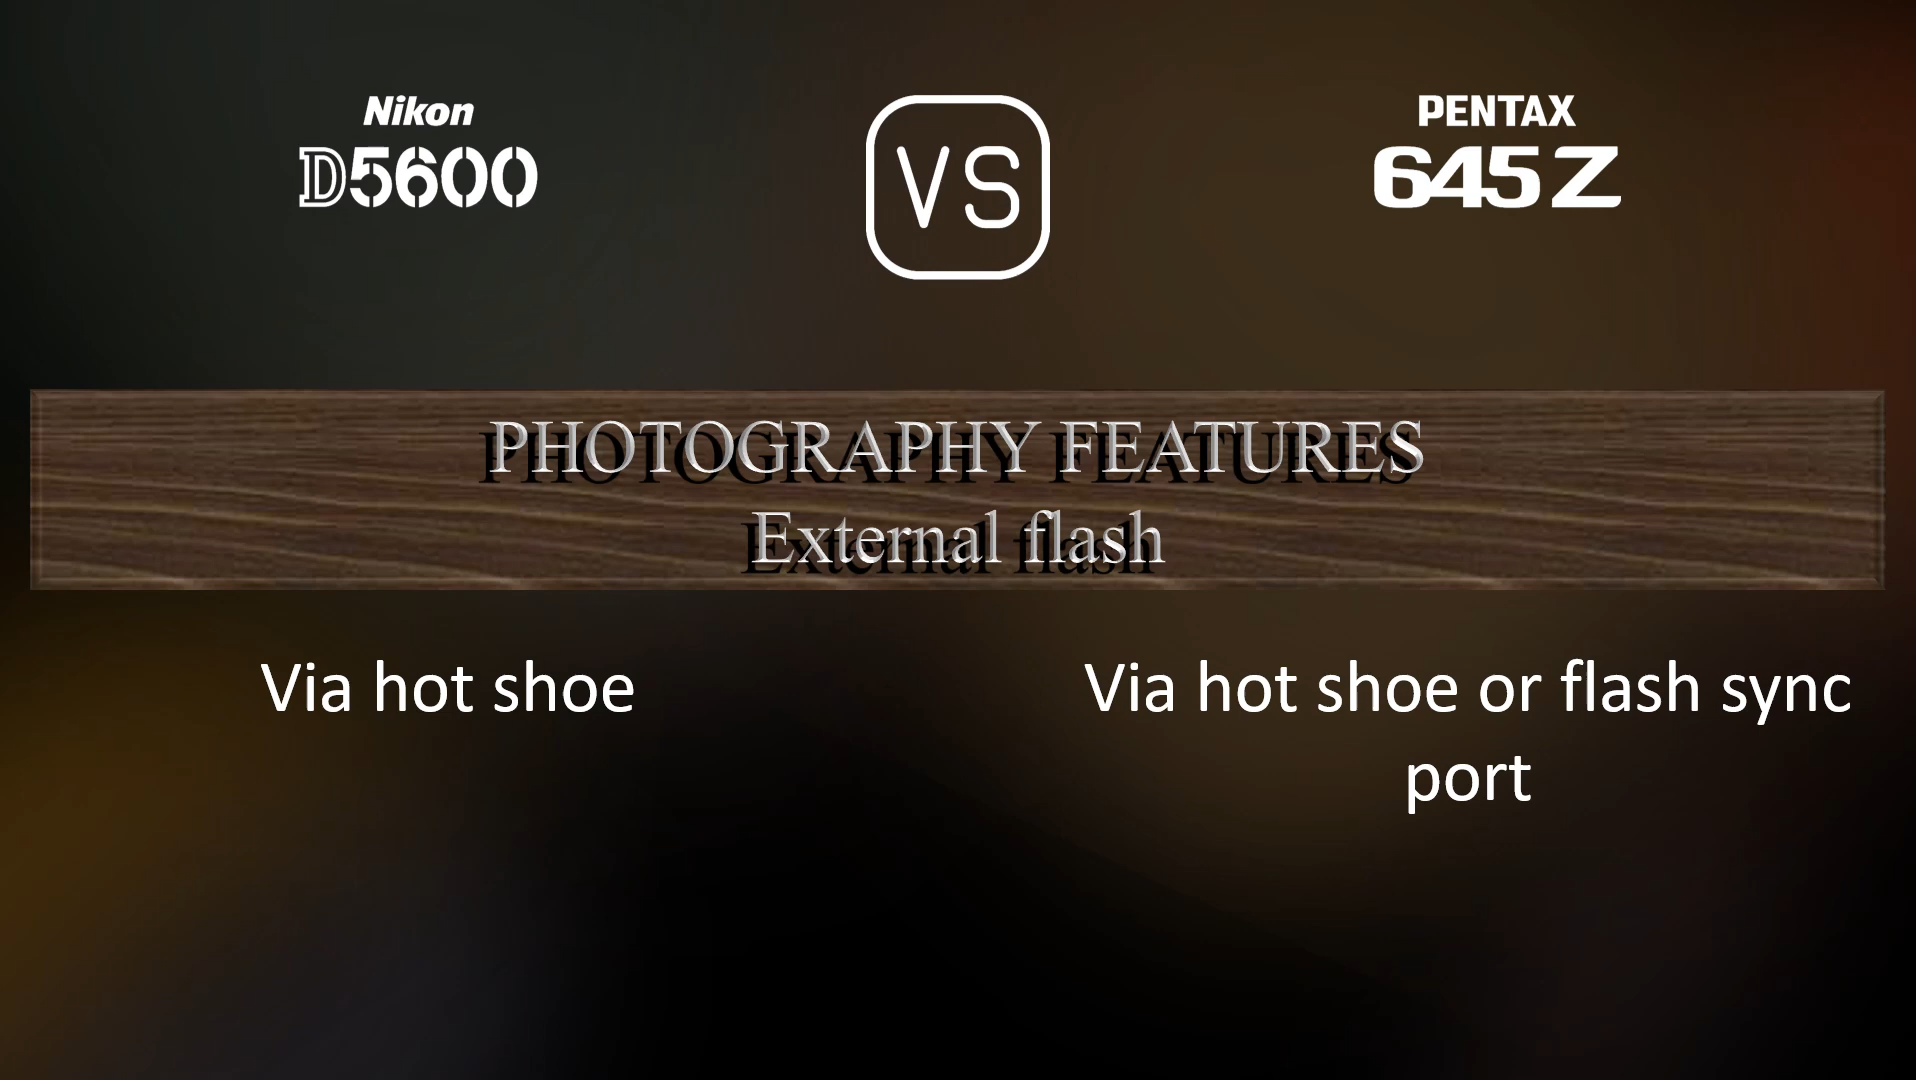 Nikon
D5600
VS
PENTAX
645Z
PHOTOGRAPHY FEATURES
External flash
Via hot shoe
Via hot shoe or flash sync
port